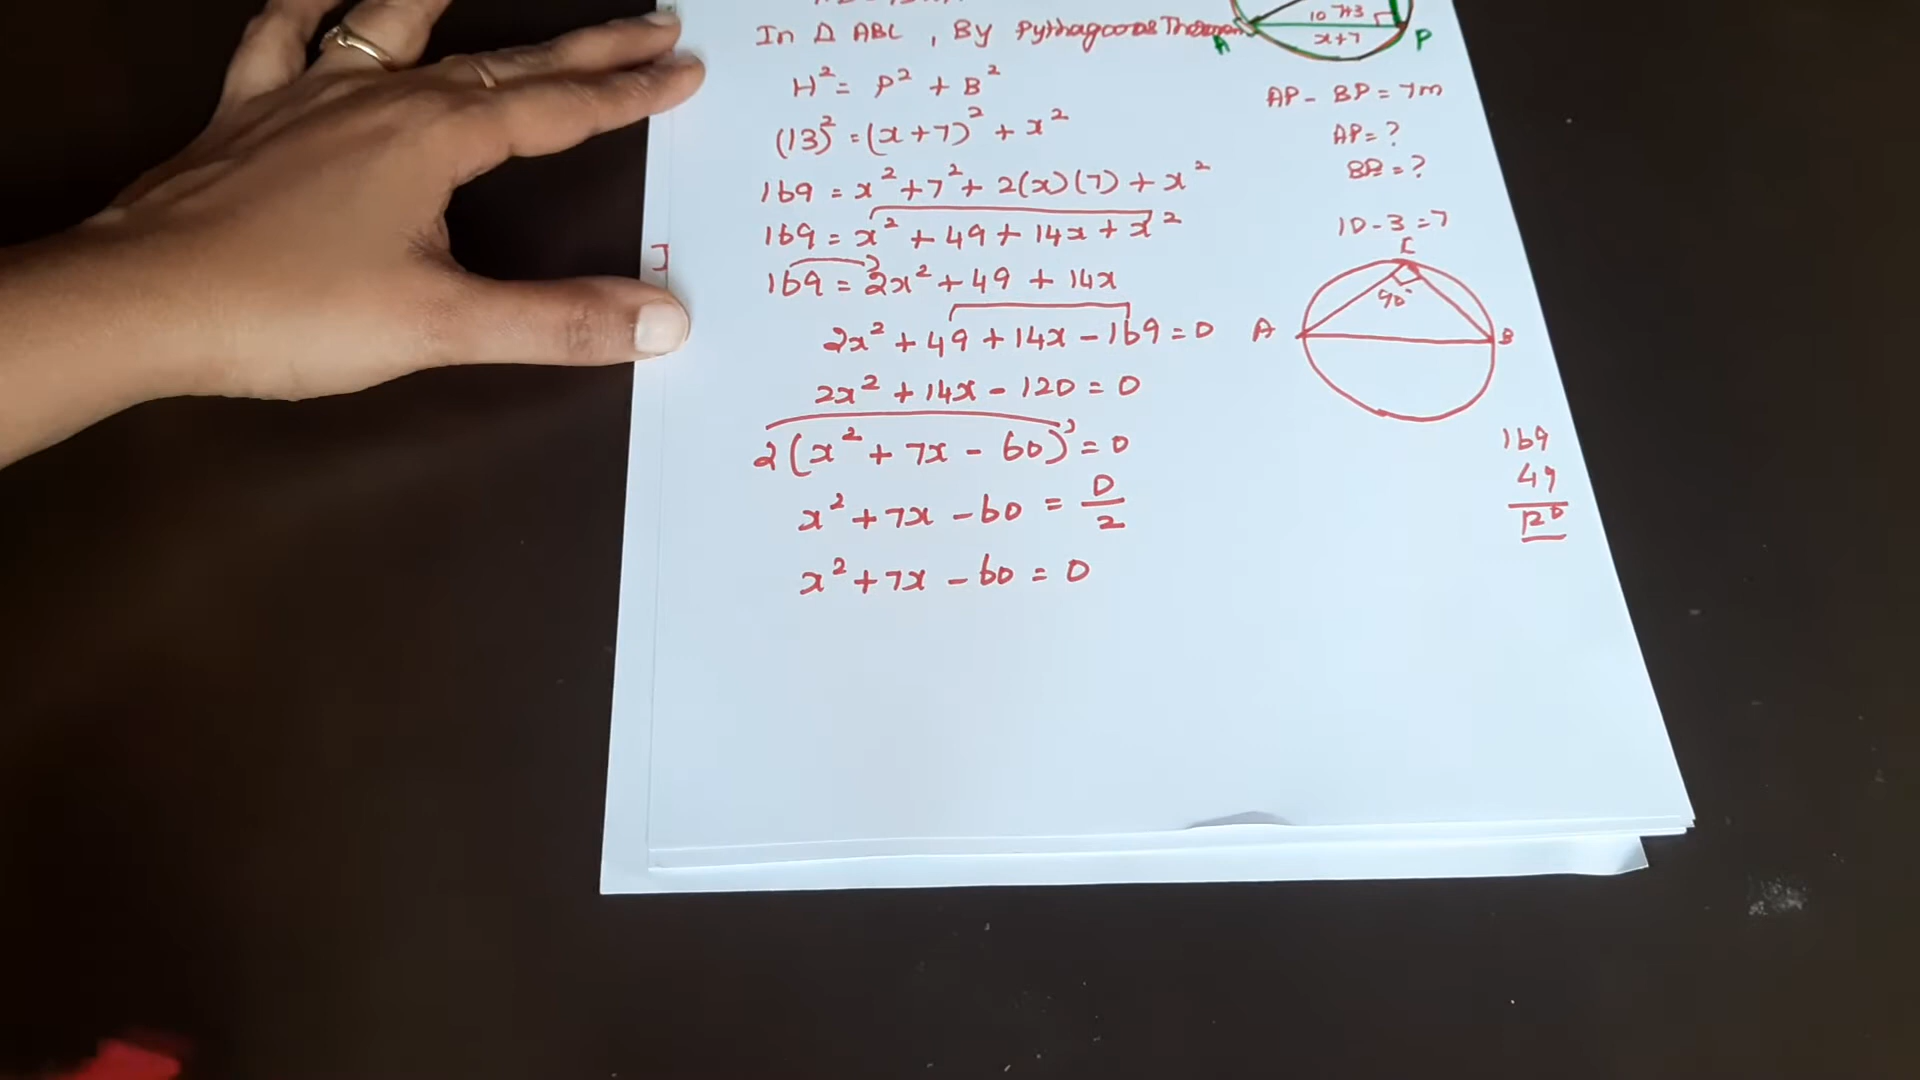 In Δ ABC, By Pythagoras Theorem
H² = P² + B²
(13)² = (x+7)² + x²
169 = x² + 7² + 2(x)(7) + x²
169 = x² + 49 + 14x + x²
169 = 2x² + 49 + 14x
2x² + 49 + 14x - 169 = 0
2x² + 14x - 120 = 0
2(x² + 7x - 60) = 0
x² + 7x - 60 = 0/2
x² + 7x - 60 = 0
]
10 7+3
x+7
A
P
AP - BP = 7m
AP = ?
BP = ?
10 - 3 = 7
C
90°
A
B
169
49
120